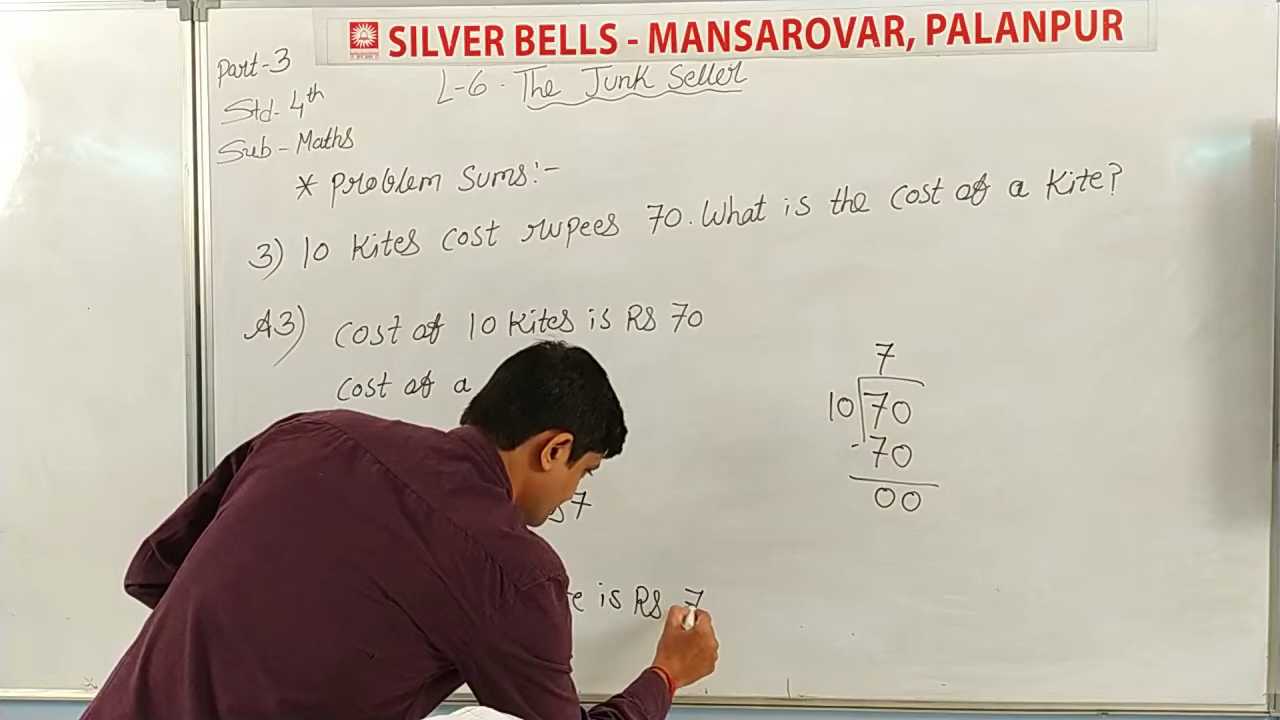 SILVER BELLS - MANSAROVAR, PALANPUR
Part-3
L-6. The Junk Seller
Std- 4th
Sub- Maths
* Problem Sums:-
3) 10 Kites cost rupees 70. What is the cost of a Kite?
A3) Cost of 10 Kites is Rs 70
Cost of a
7
7
is Rs 7
7
10 70
- 70
00